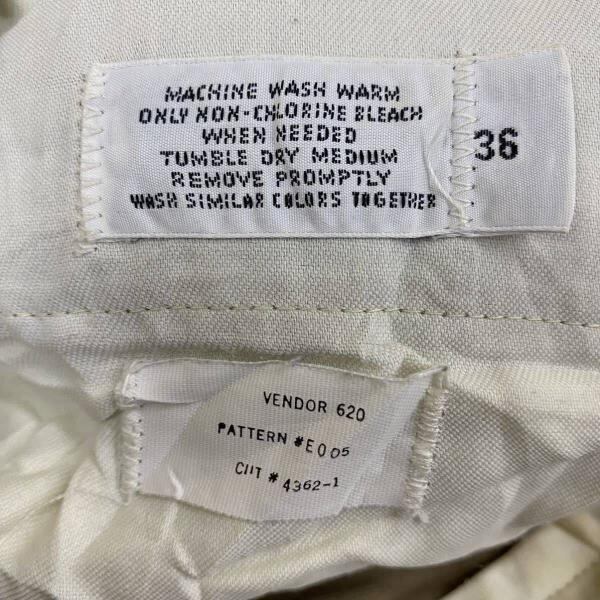 MACHINE WASH WARM
ONLY NON-CHLORINE BLEACH
WHEN NEEDED
TUMBLE DRY MEDIUM
REMOVE PROMPTLY
WASH SIMILAR COLORS TOGETHER
36
VENDOR 620
PATTERN #E005
CUT # 4362-1